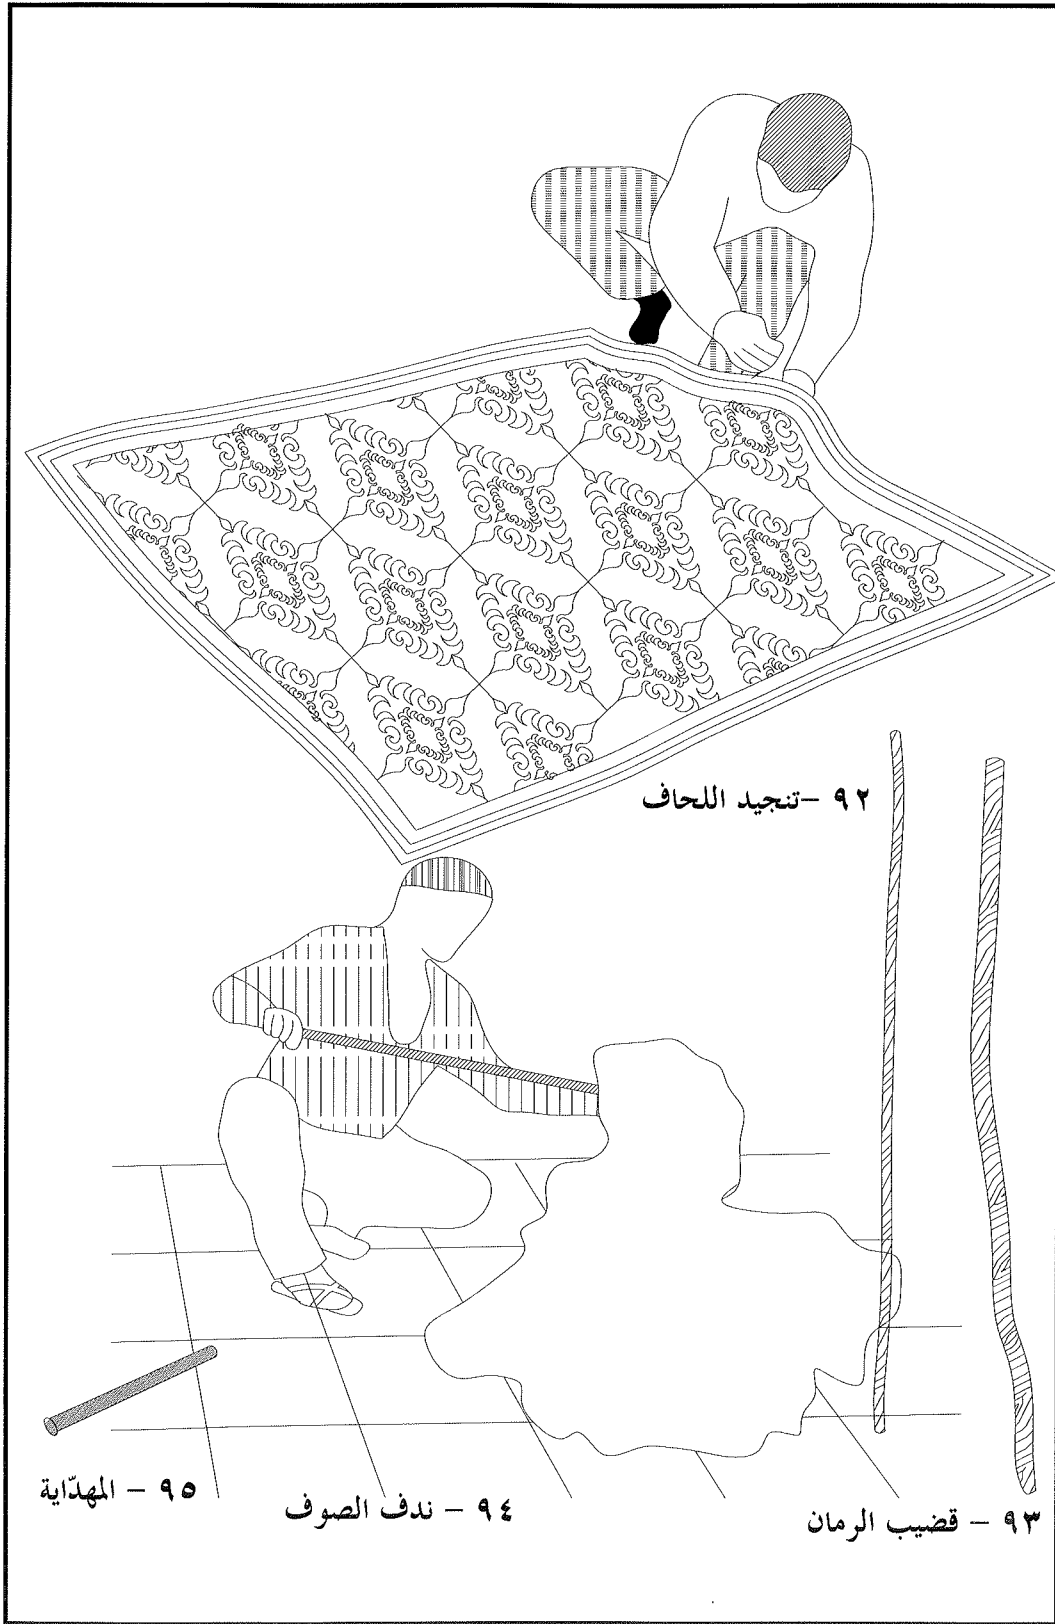 ٩٢ –تنجيد اللحاف
٩٣ – قضيب الرمان
٩٤ – ندف الصوف
٩٥ – المهدّاية